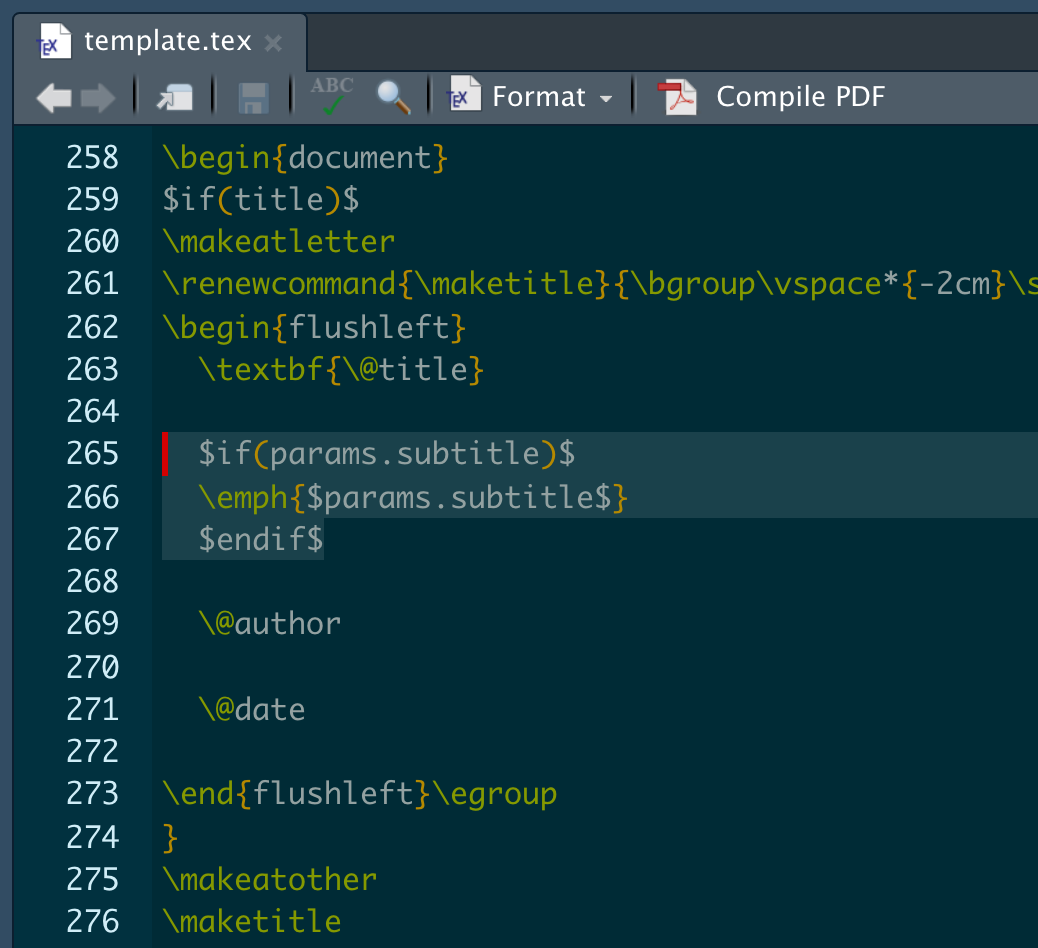 TEX template.tex ×
ABC TEX Format Compile PDF
258 \begin{document}
259 $if(title)$
260 \makeatletter
261 \renewcommand{\maketitle}{\bgroup\vspace*{-2cm}\s
262 \begin{flushleft}
263   \textbf{\@title}
264
265   $if(params.subtitle)$
266   \emph{$params.subtitle$}
267   $endif$
268
269   \@author
270
271   \@date
272
273 \end{flushleft}\egroup
274 }
275 \makeatother
276 \maketitle